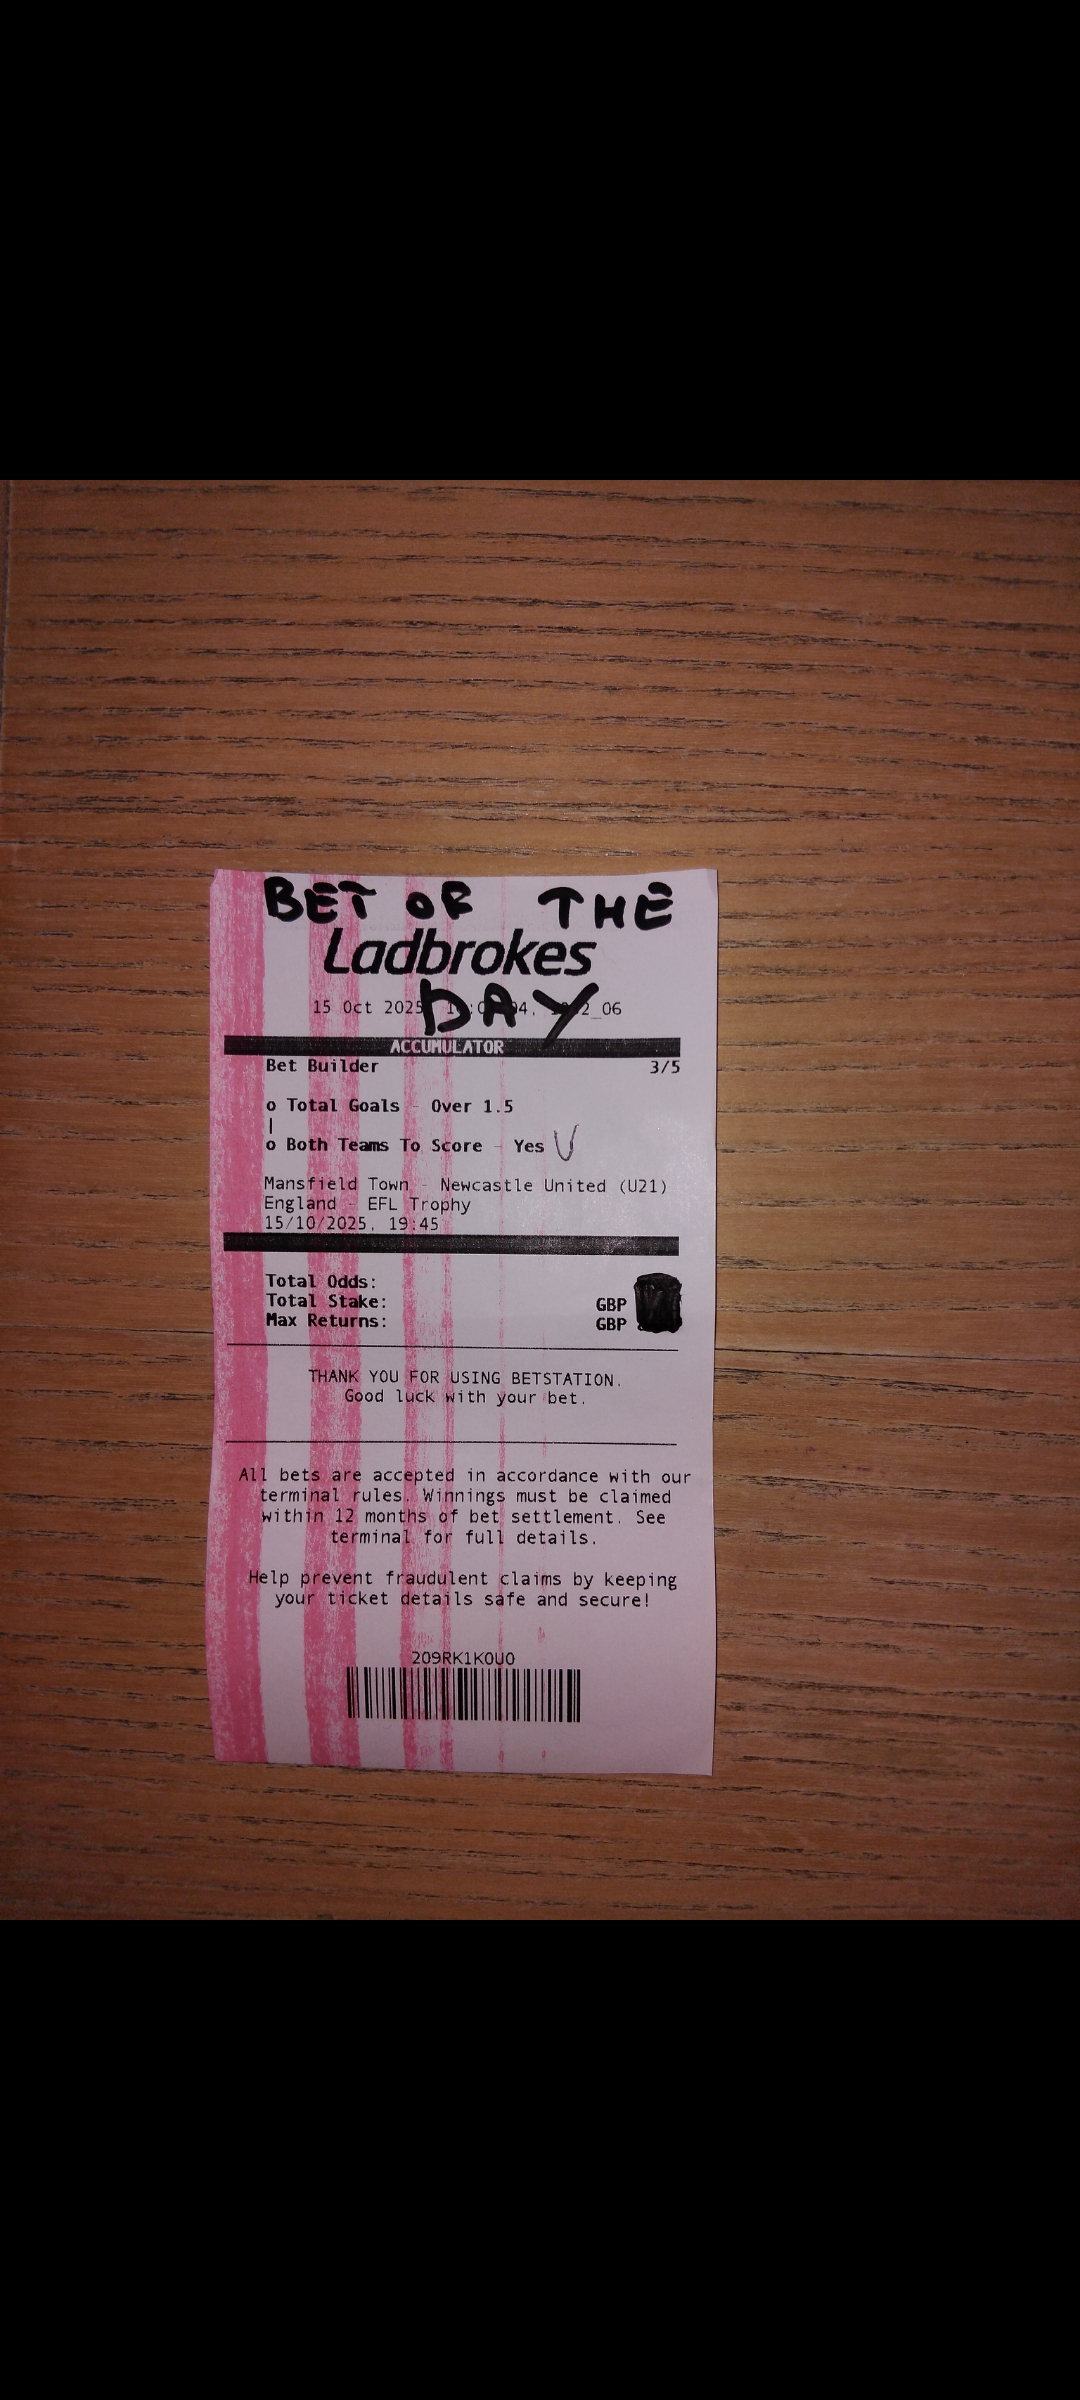 BET OF THE
Ladbrokes
DAY
15 Oct 2025
ACCUMULATOR
Bet Builder 3/5
o Total Goals - Over 1.5
|
o Both Teams To Score - Yes V
Mansfield Town - Newcastle United (U21)
England - EFL Trophy
15/10/2025, 19:45
Total Odds:
Total Stake: GBP
Max Returns: GBP
THANK YOU FOR USING BETSTATION.
Good luck with your bet.
All bets are accepted in accordance with our
terminal rules. Winnings must be claimed
within 12 months of bet settlement. See
terminal for full details.
Help prevent fraudulent claims by keeping
your ticket details safe and secure!
209RK1K0U0